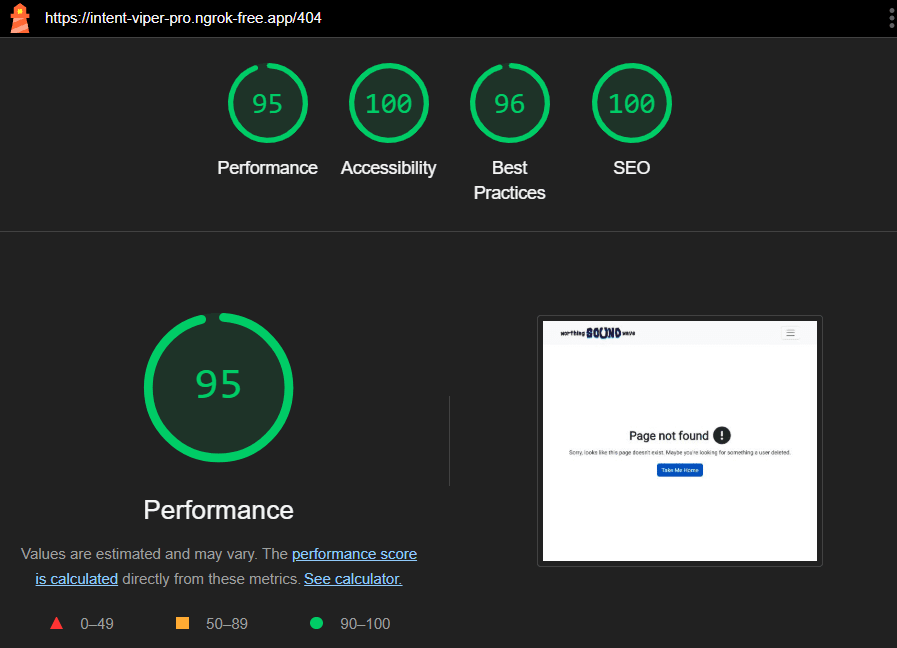 https://intent-viper-pro.ngrok-free.app/404
95
100
96
100
Performance
Accessibility
Best
Practices
SEO
95
Performance
Values are estimated and may vary. The performance score
is calculated directly from these metrics. See calculator.
0–49
50–89
90–100
worthing SOUND wave
Page not found
Sorry, looks like this page doesn't exist. Maybe you're looking for something a user deleted.
Take Me Home